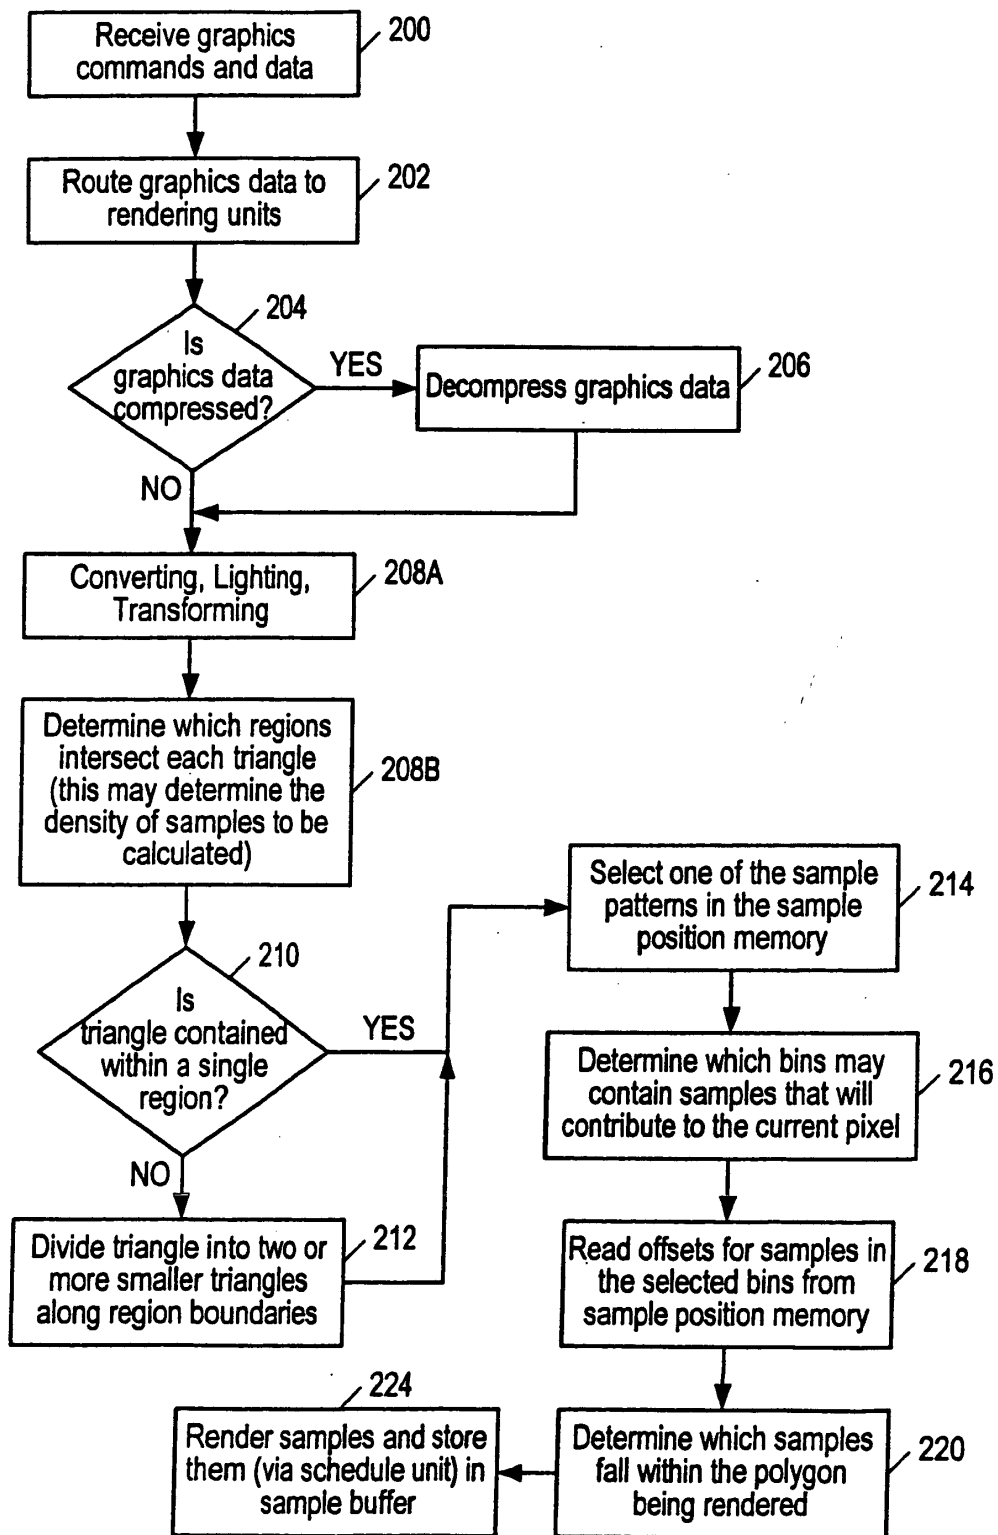 Receive graphics
commands and data
200
Route graphics data to
rendering units
202
204
Is
graphics data
compressed?
YES
Decompress graphics data
206
NO
Converting, Lighting,
Transforming
208A
Determine which regions
intersect each triangle
(this may determine the
density of samples to be
calculated)
208B
210
Is
triangle contained
within a single
region?
YES
NO
Divide triangle into two or
more smaller triangles
along region boundaries
212
Select one of the sample
patterns in the sample
position memory
214
Determine which bins may
contain samples that will
contribute to the current pixel
216
Read offsets for samples in
the selected bins from
sample position memory
218
Determine which samples
fall within the polygon
being rendered
220
224
Render samples and store
them (via schedule unit) in
sample buffer